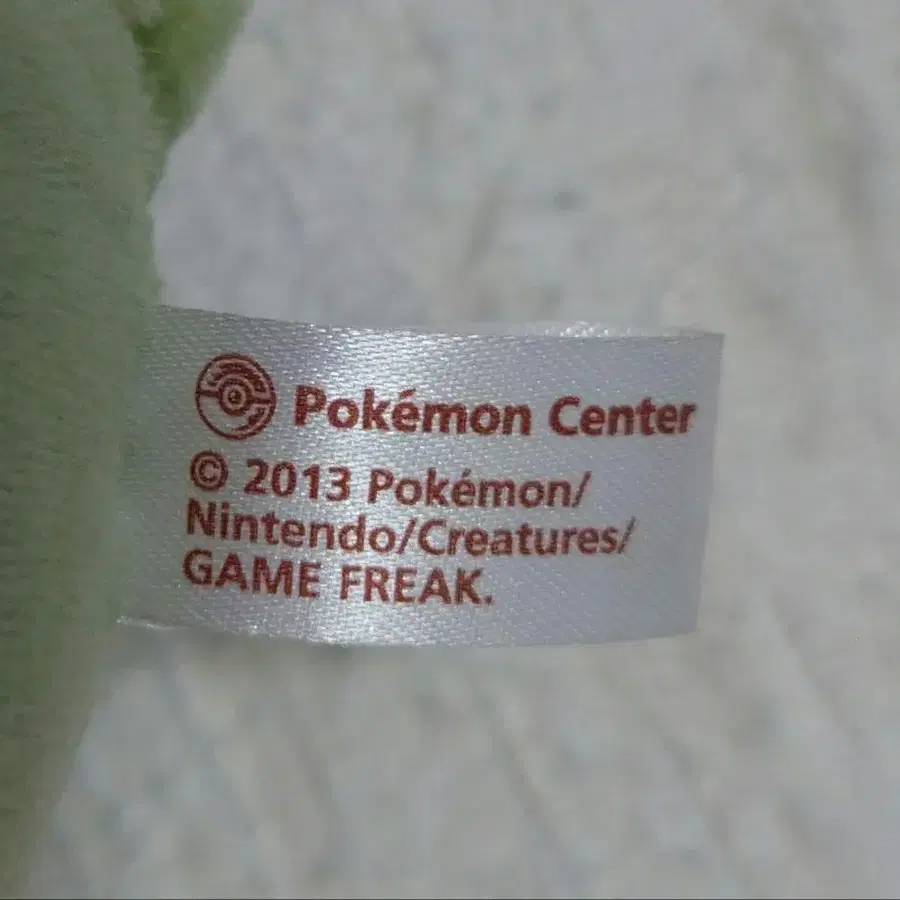 Pokémon Center
© 2013 Pokémon/
Nintendo/Creatures/
GAME FREAK.